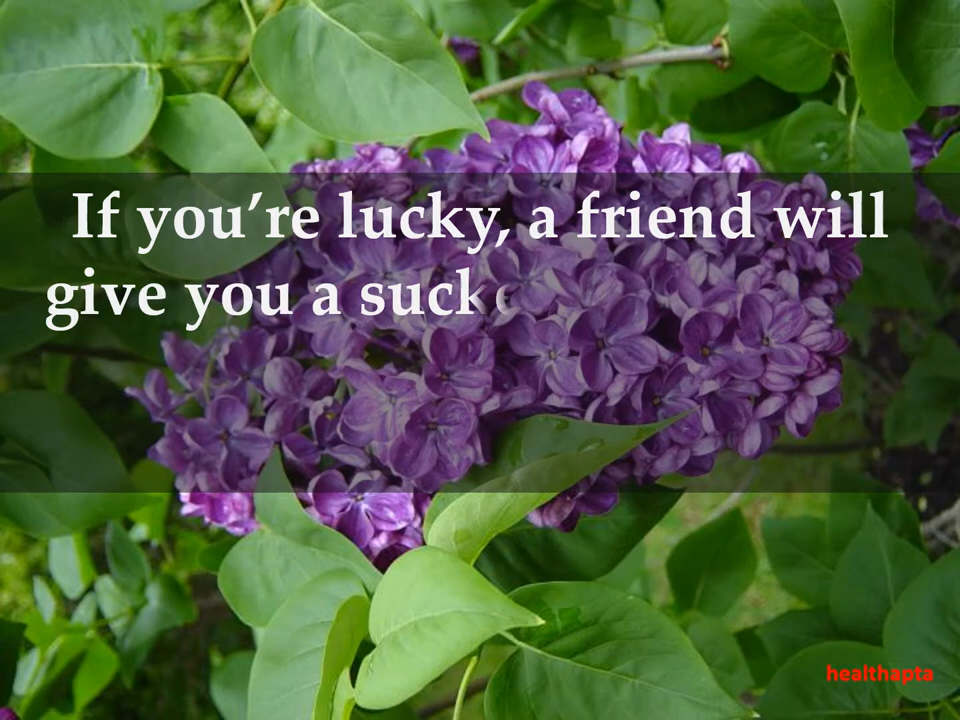 If you’re lucky, a friend will
give you a suck
healthapta